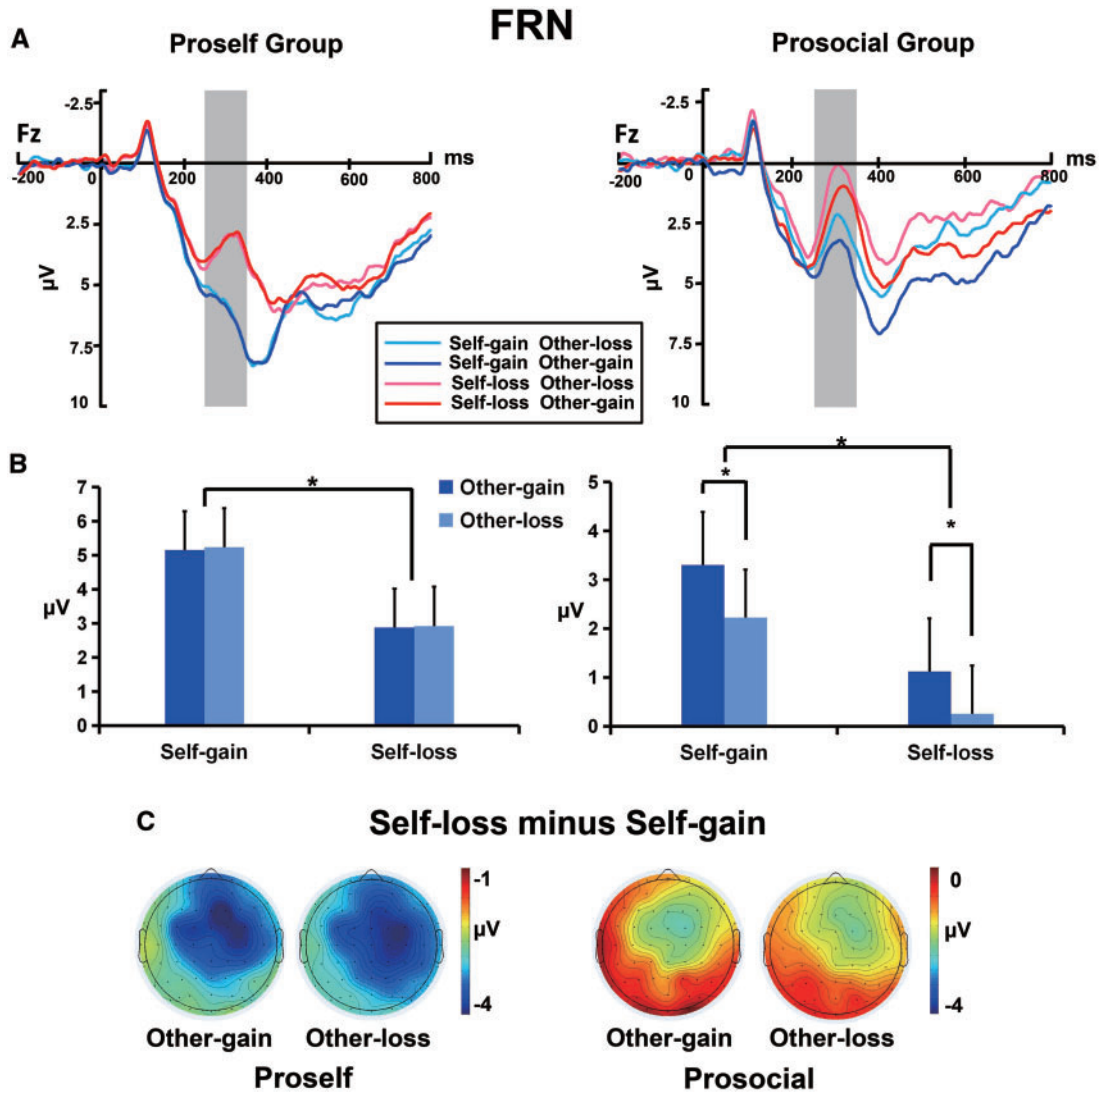 FRN
A
Proself Group
Prosocial Group
-2.5
Fz
ms
-200
0
200
400
600
800
2.5
µV
5
7.5
10
-2.5
Fz
ms
-200
0
200
400
600
800
2.5
µV
5
7.5
10
Self-gain Other-loss
Self-gain Other-gain
Self-loss Other-loss
Self-loss Other-gain
B
7
6
5
4
µV
3
2
1
0
*
Other-gain
Other-loss
Self-gain
Self-loss
5
4
3
µV
2
1
0
*
*
*
Self-gain
Self-loss
C
Self-loss minus Self-gain
-1
µV
-4
0
µV
-4
Other-gain
Other-loss
Other-gain
Other-loss
Proself
Prosocial